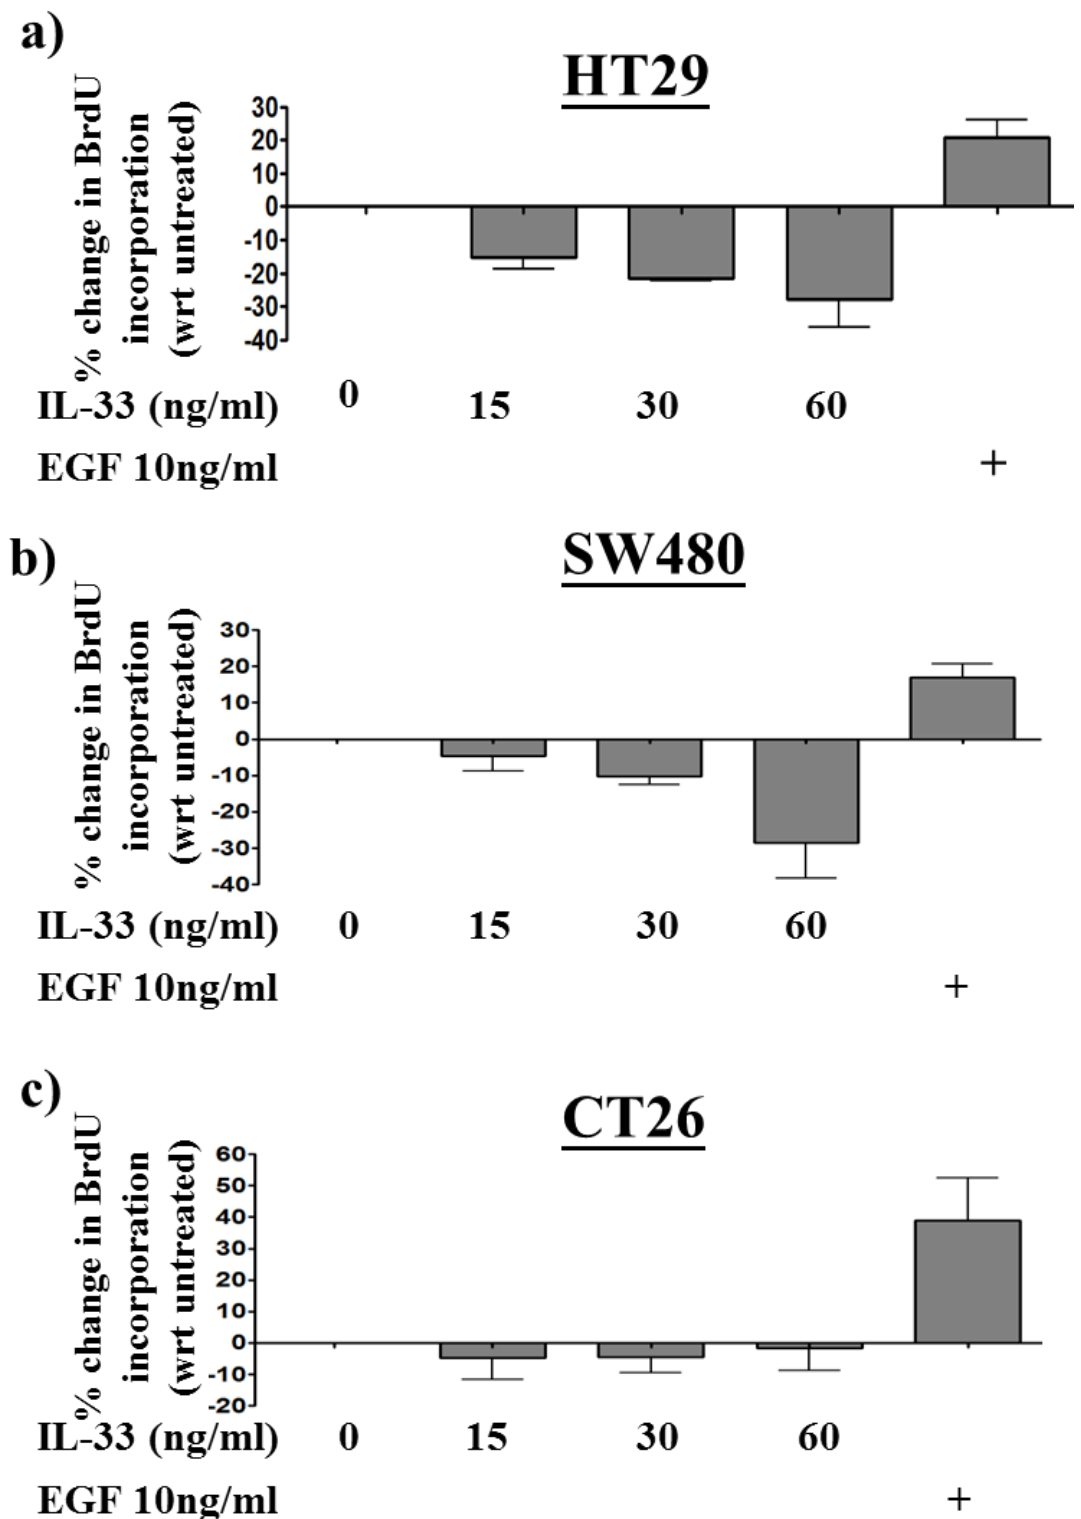 a)
HT29
% change in BrdU
incorporation
(wrt untreated)
30
20
10
0
-10
-20
-30
-40
IL-33 (ng/ml) 0 15 30 60
EGF 10ng/ml +
b)
SW480
% change in BrdU
incorporation
(wrt untreated)
30
20
10
0
-10
-20
-30
-40
IL-33 (ng/ml) 0 15 30 60
EGF 10ng/ml +
c)
CT26
% change in BrdU
incorporation
(wrt untreated)
60
50
40
30
20
10
0
-10
-20
IL-33 (ng/ml) 0 15 30 60
EGF 10ng/ml +